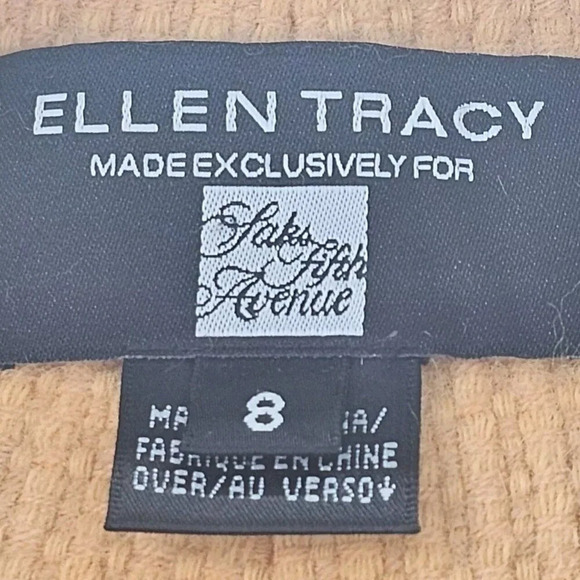 ELLEN TRACY
MADE EXCLUSIVELY FOR
Saks
fifth
Avenue
8
FABRIQUE EN CHINE
OVER/AU VERSO